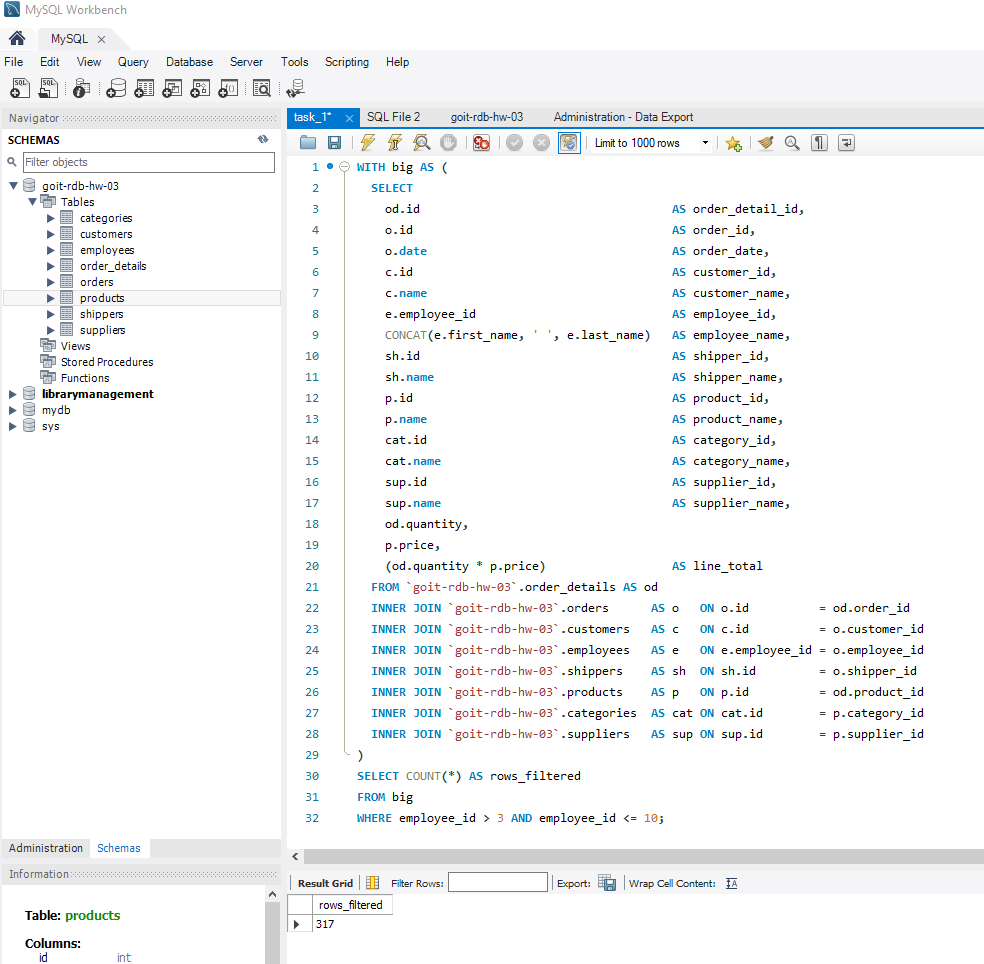 MySQL Workbench
MySQL ×
File Edit View Query Database Server Tools Scripting Help
Navigator
SCHEMAS
Filter objects
goit-rdb-hw-03
Tables
categories
customers
employees
order_details
orders
products
shippers
suppliers
Views
Stored Procedures
Functions
librarymanagement
mydb
sys
Administration Schemas
Information
Table: products
Columns:
id int
task_1* × SQL File 2 goit-rdb-hw-03 Administration - Data Export
Limit to 1000 rows
1 WITH big AS (
2 SELECT
3 od.id AS order_detail_id,
4 o.id AS order_id,
5 o.date AS order_date,
6 c.id AS customer_id,
7 c.name AS customer_name,
8 e.employee_id AS employee_id,
9 CONCAT(e.first_name, ' ', e.last_name) AS employee_name,
10 sh.id AS shipper_id,
11 sh.name AS shipper_name,
12 p.id AS product_id,
13 p.name AS product_name,
14 cat.id AS category_id,
15 cat.name AS category_name,
16 sup.id AS supplier_id,
17 sup.name AS supplier_name,
18 od.quantity,
19 p.price,
20 (od.quantity * p.price) AS line_total
21 FROM `goit-rdb-hw-03`.order_details AS od
22 INNER JOIN `goit-rdb-hw-03`.orders AS o ON o.id = od.order_id
23 INNER JOIN `goit-rdb-hw-03`.customers AS c ON c.id = o.customer_id
24 INNER JOIN `goit-rdb-hw-03`.employees AS e ON e.employee_id = o.employee_id
25 INNER JOIN `goit-rdb-hw-03`.shippers AS sh ON sh.id = o.shipper_id
26 INNER JOIN `goit-rdb-hw-03`.products AS p ON p.id = od.product_id
27 INNER JOIN `goit-rdb-hw-03`.categories AS cat ON cat.id = p.category_id
28 INNER JOIN `goit-rdb-hw-03`.suppliers AS sup ON sup.id = p.supplier_id
29 )
30 SELECT COUNT(*) AS rows_filtered
31 FROM big
32 WHERE employee_id > 3 AND employee_id <= 10;
Result Grid Filter Rows: Export: Wrap Cell Content:
rows_filtered
317